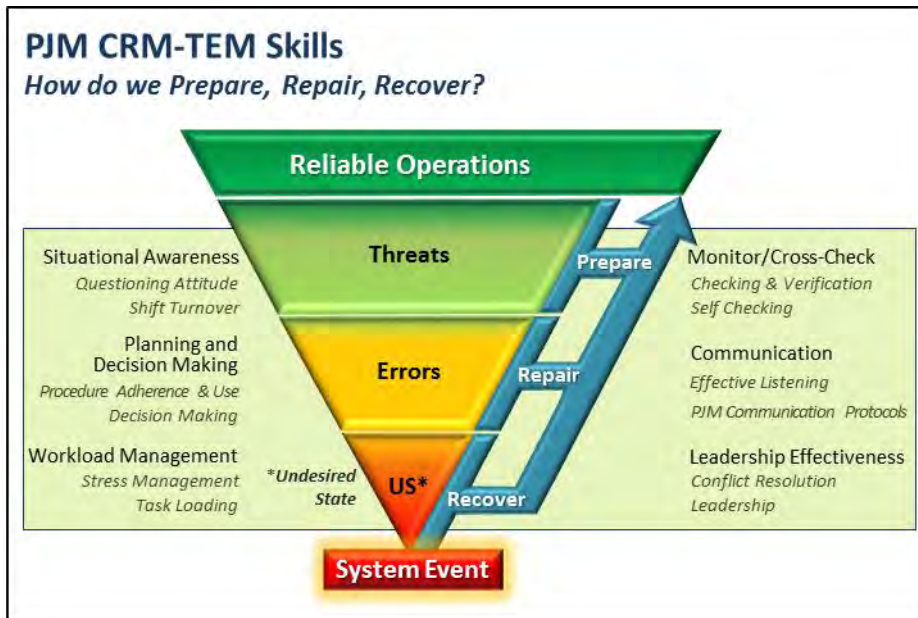 PJM CRM-TEM Skills
How do we Prepare, Repair, Recover?
Reliable Operations
Threats
Errors
US*
*Undesired
State
System Event
Prepare
Repair
Recover
Situational Awareness
Questioning Attitude
Shift Turnover
Planning and
Decision Making
Procedure Adherence & Use
Decision Making
Workload Management
Stress Management
Task Loading
Monitor/Cross-Check
Checking & Verification
Self Checking
Communication
Effective Listening
PJM Communication Protocols
Leadership Effectiveness
Conflict Resolution
Leadership